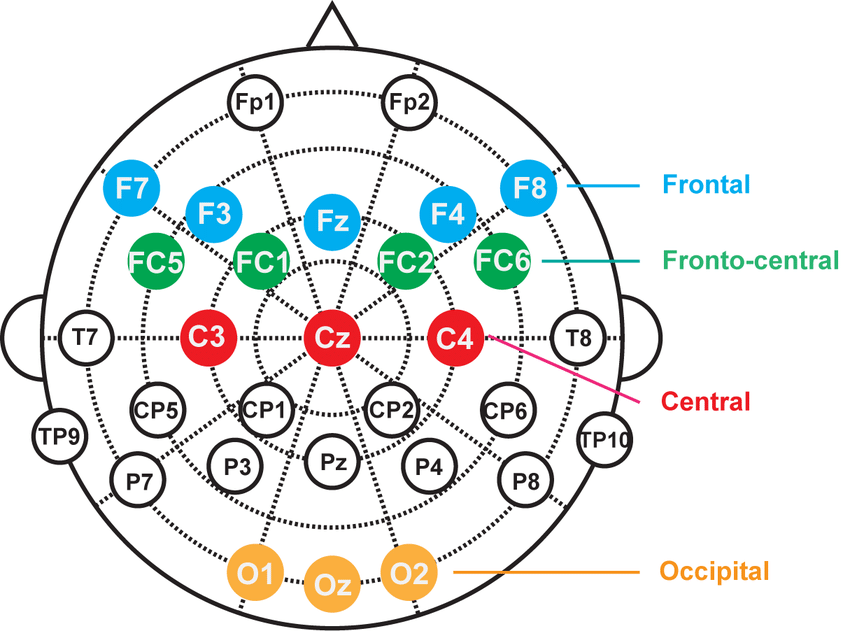 Fp1 Fp2
F7 F3 Fz F4 F8 Frontal
FC5 FC1 FC2 FC6 Fronto-central
T7 C3 Cz C4 T8
Central
CP5 CP1 CP2 CP6
TP9 TP10
P7 P3 Pz P4 P8
O1 Oz O2 Occipital